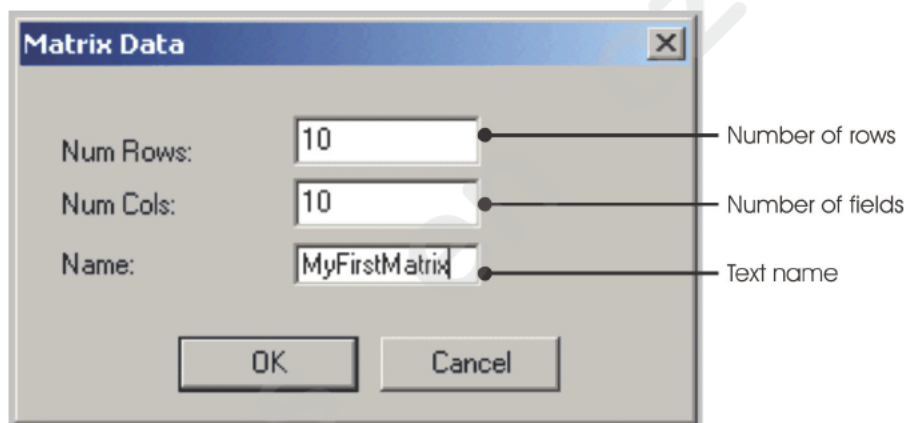 Matrix Data
Num Rows: 10 Number of rows
Num Cols: 10 Number of fields
Name: MyFirstMatrix Text name
OK Cancel